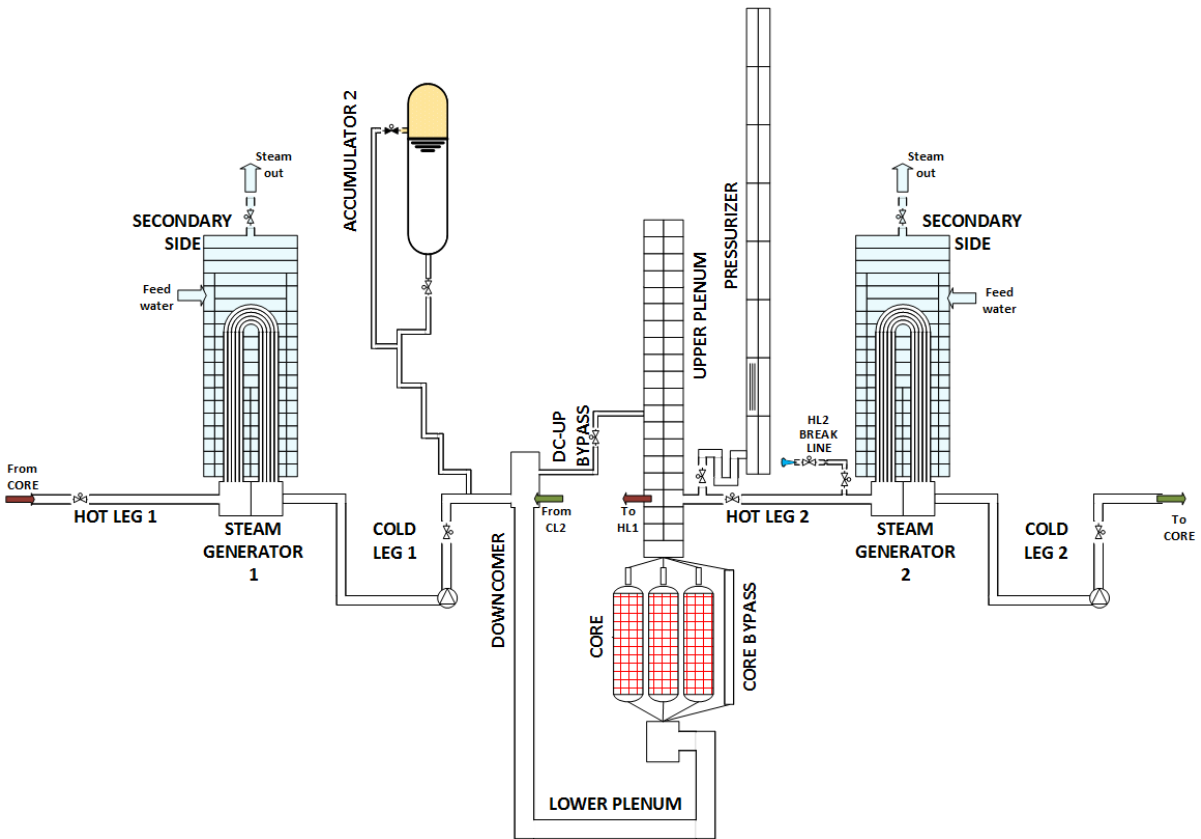 Steam
out
SECONDARY
SIDE
Feed
water
From
CORE
HOT LEG 1
STEAM
GENERATOR
1
COLD
LEG 1
ACCUMULATOR 2
DOWNCOMER
DC-UP
BYPASS
From
CL2
To
HL1
UPPER PLENUM
PRESSURIZER
CORE
CORE BYPASS
LOWER PLENUM
HL2
BREAK
LINE
HOT LEG 2
Steam
out
SECONDARY
SIDE
Feed
water
STEAM
GENERATOR
2
COLD
LEG 2
To
CORE